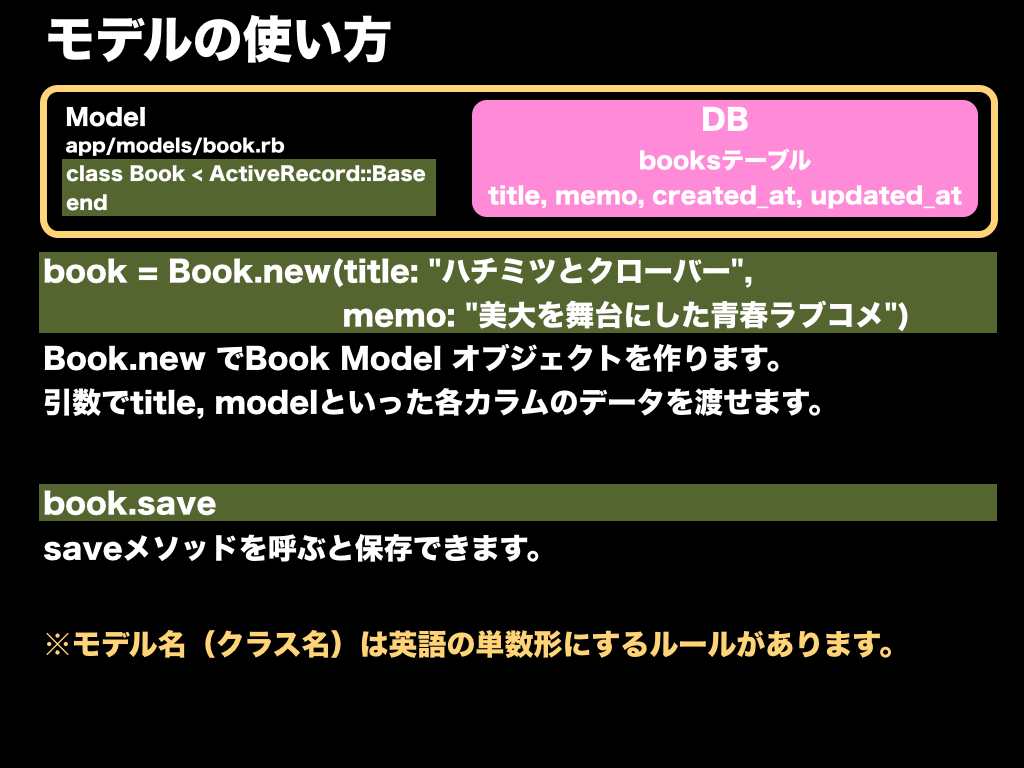 モデルの使い方
Model
app/models/book.rb
class Book < ActiveRecord::Base
end
DB
booksテーブル
title, memo, created_at, updated_at
book = Book.new(title: "ハチミツとクローバー",
memo: "美大を舞台にした青春ラブコメ")
Book.new でBook Model オブジェクトを作ります。
引数でtitle, modelといった各カラムのデータを渡せます。
book.save
saveメソッドを呼ぶと保存できます。
※モデル名（クラス名）は英語の単数形にするルールがあります。